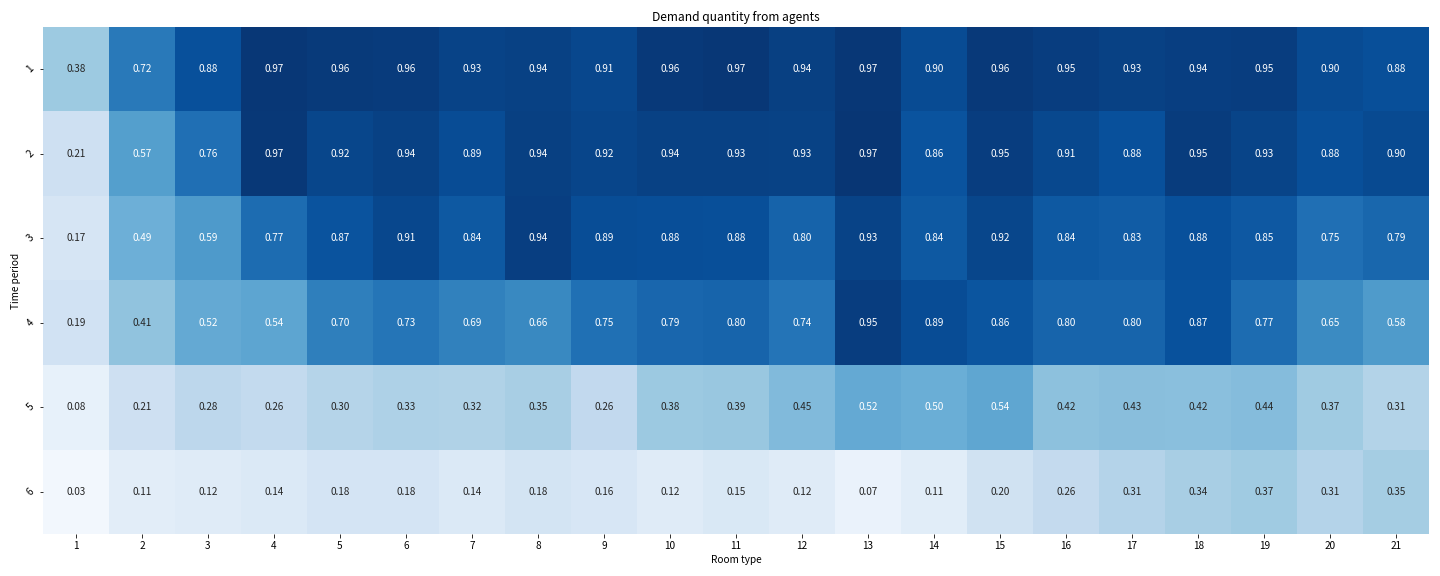 Demand quantity from agents
1 0.38 0.72 0.88 0.97 0.96 0.96 0.93 0.94 0.91 0.96 0.97 0.94 0.97 0.90 0.96 0.95 0.93 0.94 0.95 0.90 0.88
2 0.21 0.57 0.76 0.97 0.92 0.94 0.89 0.94 0.92 0.94 0.93 0.93 0.97 0.86 0.95 0.91 0.88 0.95 0.93 0.88 0.90
3 0.17 0.49 0.59 0.77 0.87 0.91 0.84 0.94 0.89 0.88 0.88 0.80 0.93 0.84 0.92 0.84 0.83 0.88 0.85 0.75 0.79
Time period
4 0.19 0.41 0.52 0.54 0.70 0.73 0.69 0.66 0.75 0.79 0.80 0.74 0.95 0.89 0.86 0.80 0.80 0.87 0.77 0.65 0.58
5 0.08 0.21 0.28 0.26 0.30 0.33 0.32 0.35 0.26 0.38 0.39 0.45 0.52 0.50 0.54 0.42 0.43 0.42 0.44 0.37 0.31
6 0.03 0.11 0.12 0.14 0.18 0.18 0.14 0.18 0.16 0.12 0.15 0.12 0.07 0.11 0.20 0.26 0.31 0.34 0.37 0.31 0.35
1 2 3 4 5 6 7 8 9 10 11 12 13 14 15 16 17 18 19 20 21
Room type